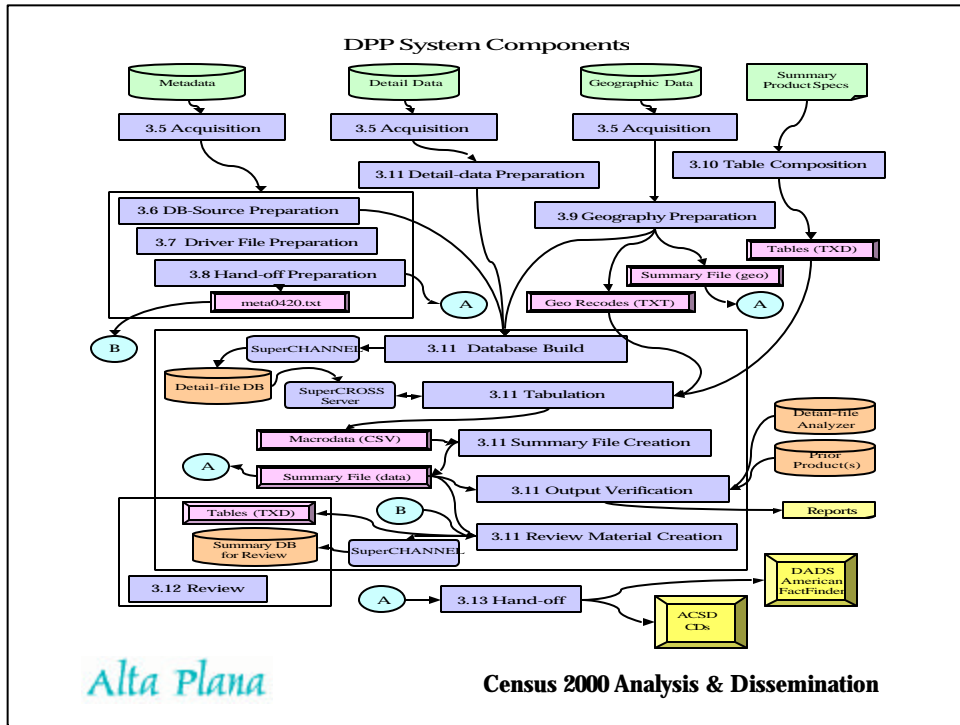 DPP System Components
Metadata
Detail Data
Geographic Data
Summary
Product Specs
3.5 Acquisition
3.5 Acquisition
3.5 Acquisition
3.10 Table Composition
3.11 Detail-data Preparation
3.6 DB-Source Preparation
3.9 Geography Preparation
3.7 Driver File Preparation
Tables (TXD)
3.8 Hand-off Preparation
Summary File (geo)
meta0420.txt
A
Geo Recodes (TXT)
A
B
SuperCHANNEL
3.11 Database Build
Detail-file DB
SuperCROSS
Server
3.11 Tabulation
Detail-file
Analyzer
Macrodata (CSV)
3.11 Summary File Creation
Prior
Product(s)
A
Summary File (data)
3.11 Output Verification
Tables (TXD)
B
Reports
Summary DB
for Review
SuperCHANNEL
3.11 Review Material Creation
3.12 Review
DADS
American
FactFinder
A
3.13 Hand-off
ACSD
CDs
Alta Plana
Census 2000 Analysis & Dissemination